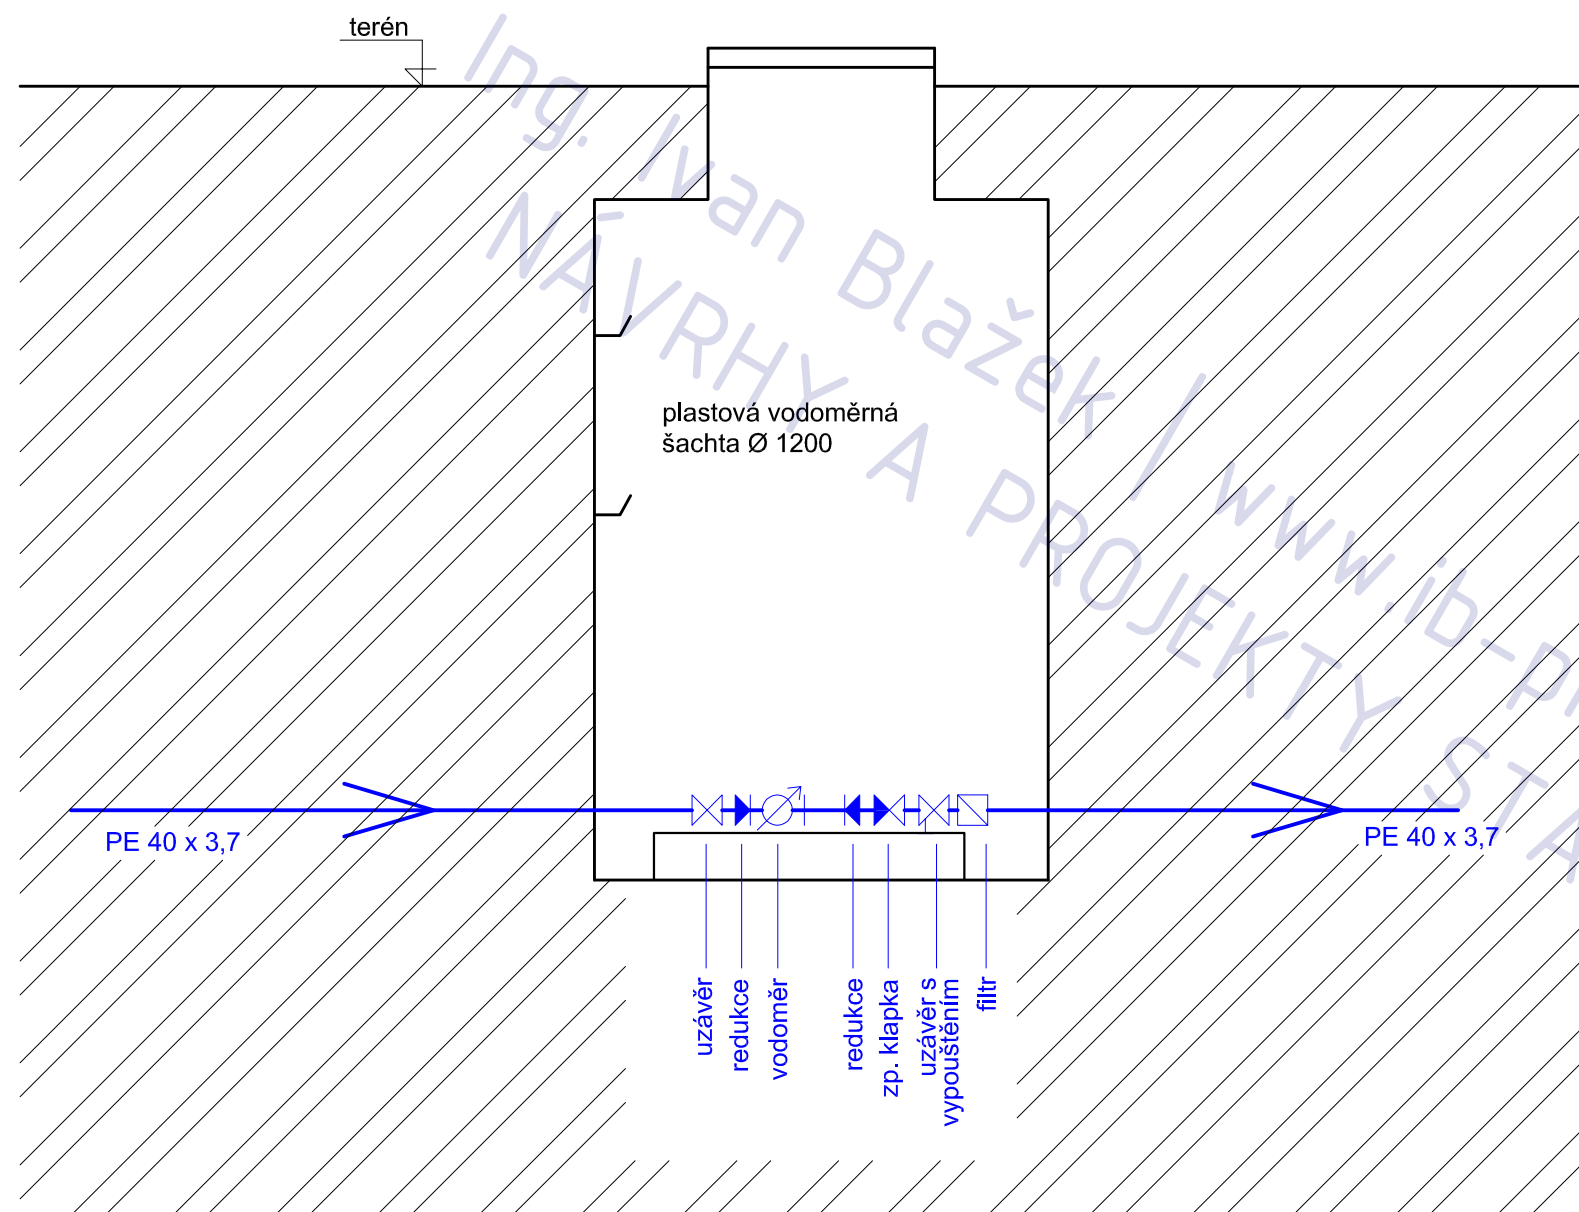 terén
Ing. Ivan Blažek | www.ib-pr
NÁVRHY A PROJEKTY STA
plastová vodoměrná
šachta Ø 1200
PE 40 x 3,7
PE 40 x 3,7
uzávěr
redukce
vodoměr
redukce
zp. klapka
uzávěr s
vypouštěním
filtr